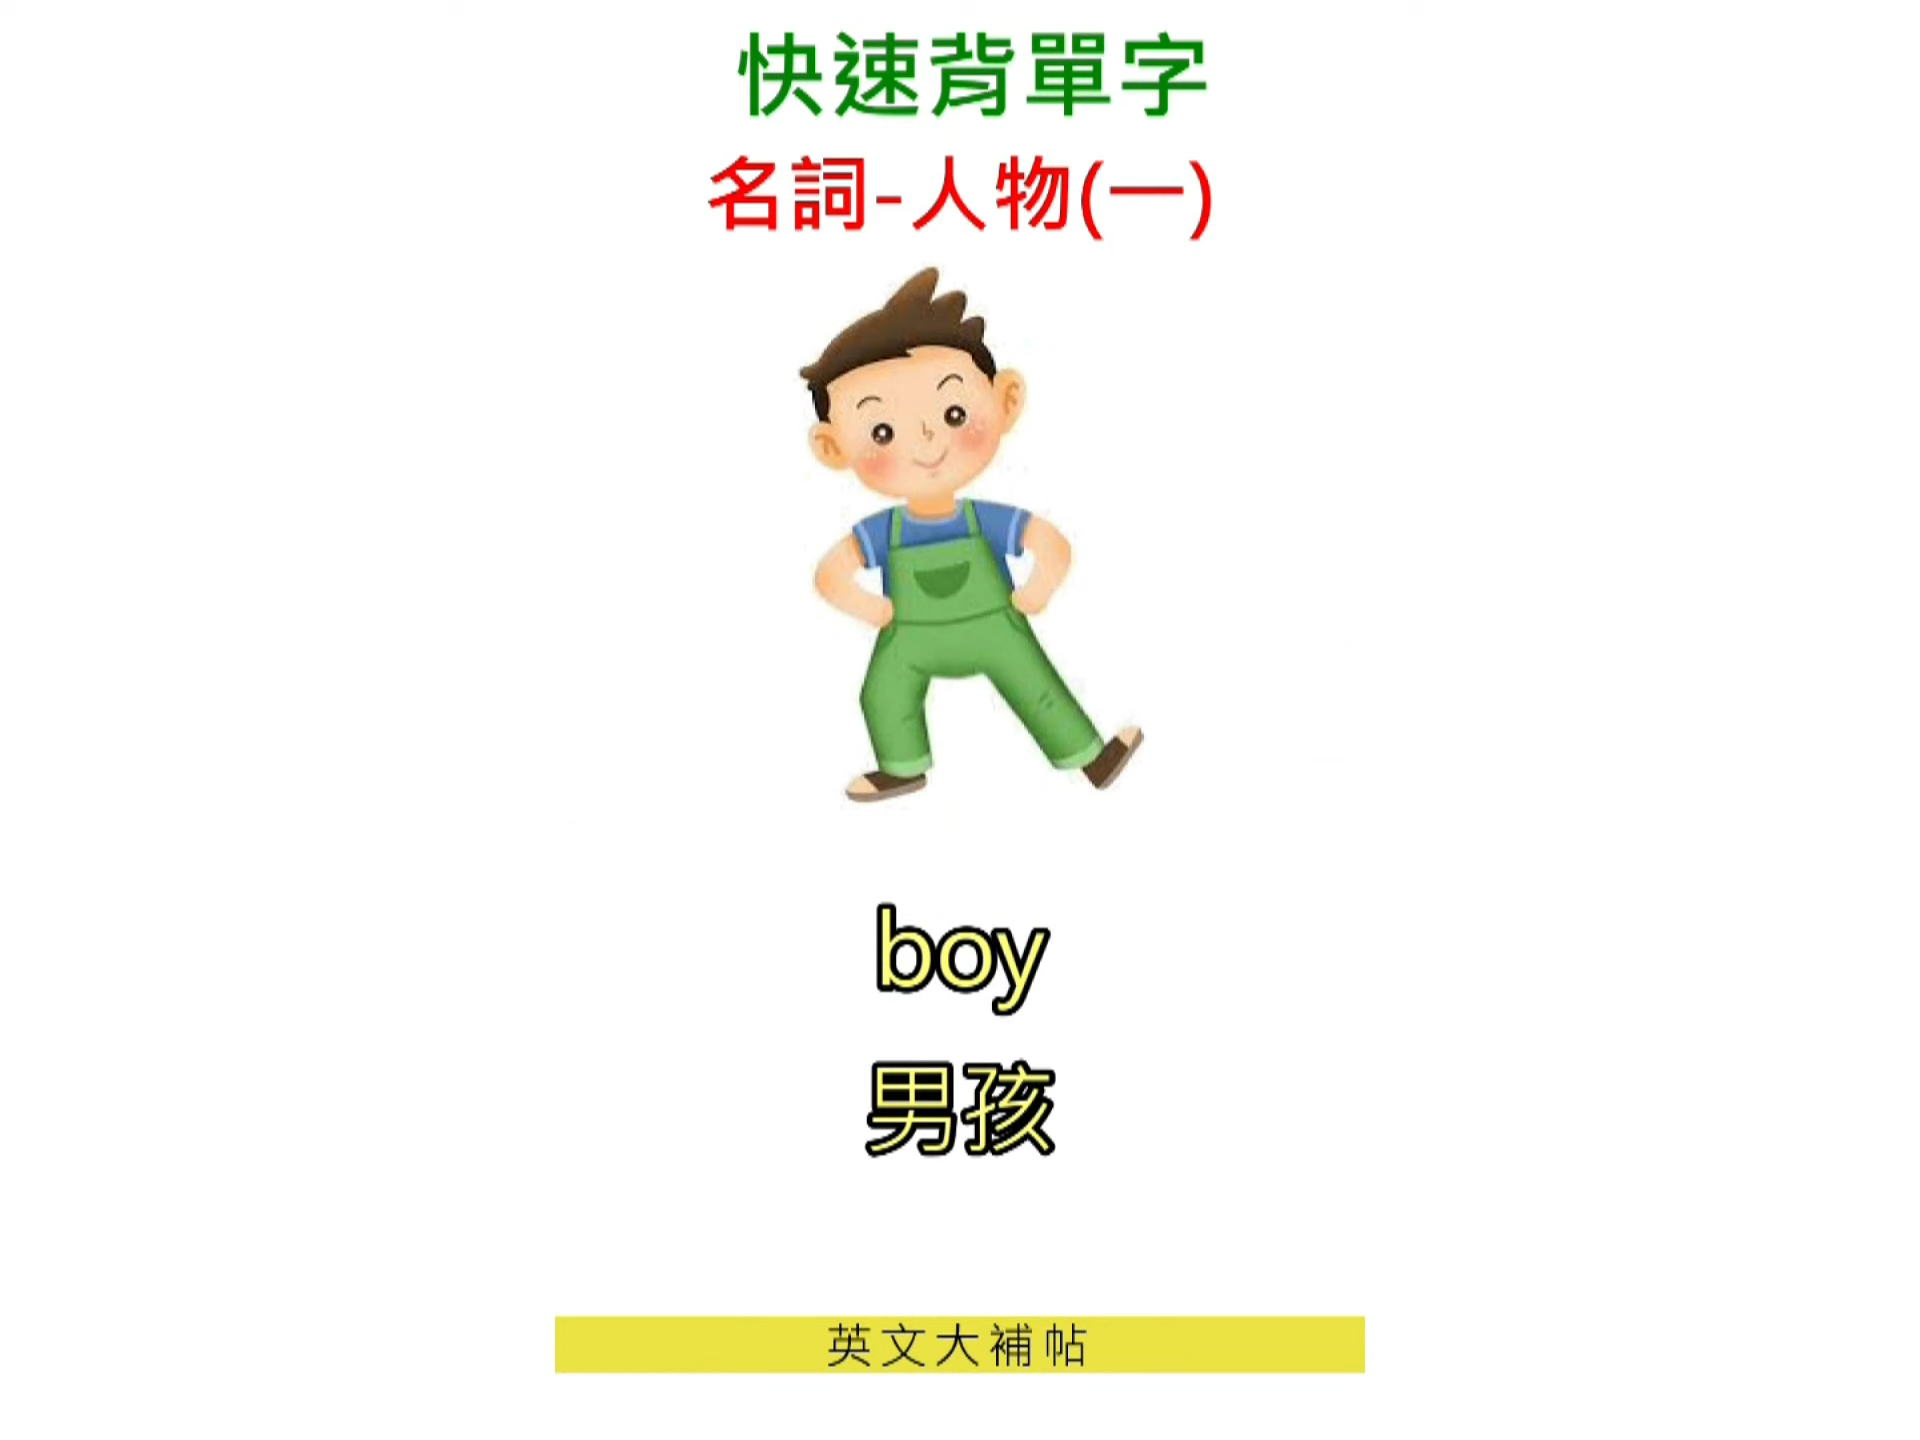 快速背單字
名詞-人物(一)
boy
男孩
英文大補帖